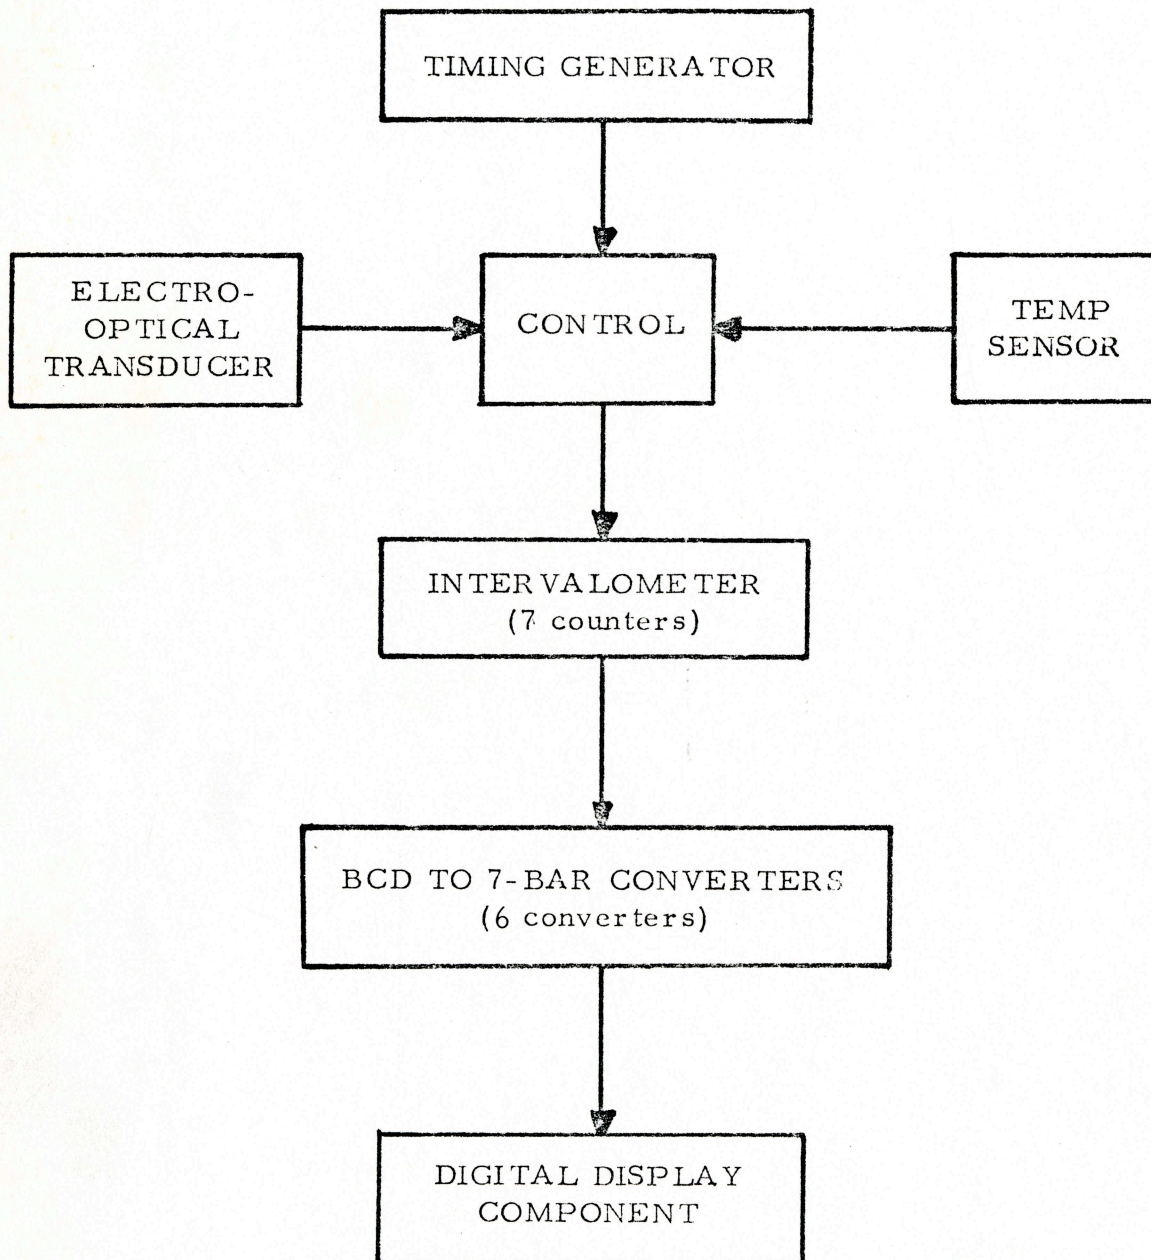 TIMING GENERATOR
ELECTRO-
OPTICAL
TRANSDUCER
CONTROL
TEMP
SENSOR
INTERVALOMETER
(7 counters)
BCD TO 7-BAR CONVERTERS
(6 converters)
DIGITAL DISPLAY
COMPONENT